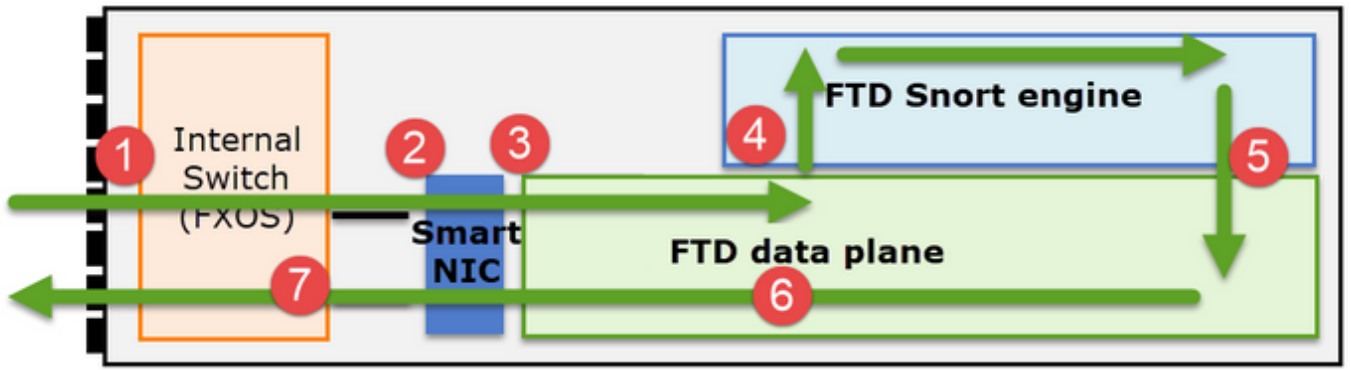 1
Internal
Switch
(FXOS)
2
3
Smart
NIC
4
FTD Snort engine
5
FTD data plane
6
7